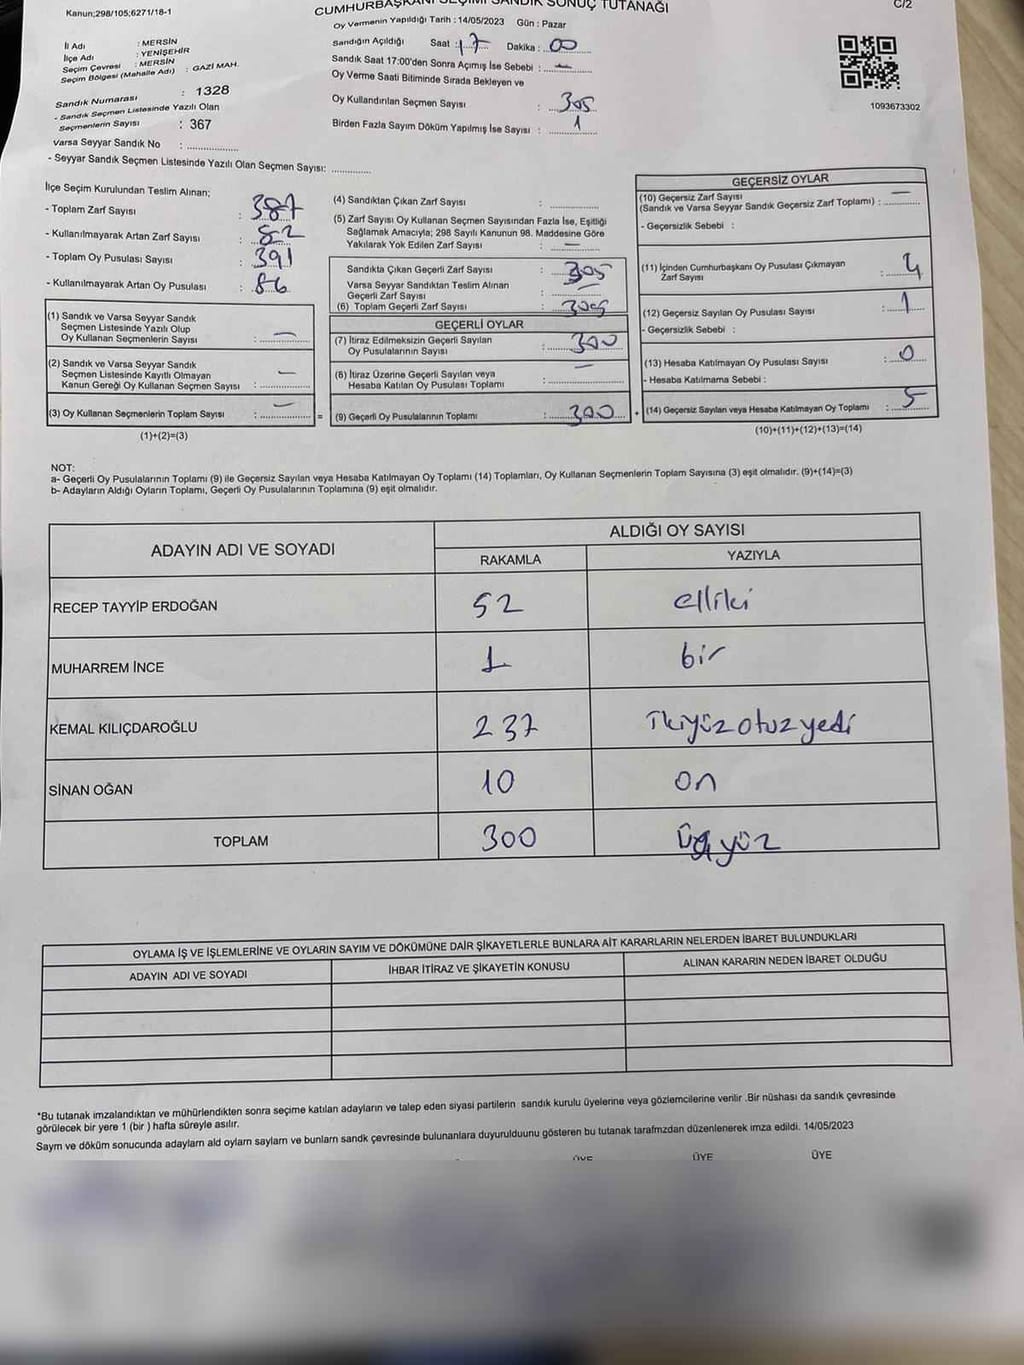 Kanun;298/105;6271/18-1
C/2
CUMHURBAŞKANI SEÇİMİ SANDIK SONUÇ TUTANAĞI
Oy Vermenin Yapıldığı Tarih : 14/05/2023 Gün : Pazar
İl Adı : MERSİN
İlçe Adı : YENİŞEHİR
Seçim Çevresi : MERSİN
Seçim Bölgesi (Mahalle Adı) : GAZİ MAH.
Sandık Numarası : 1328
- Sandık Seçmen Listesinde Yazılı Olan
Seçmenlerin Sayısı : 367
Varsa Seyyar Sandık No : ..................
- Seyyar Sandık Seçmen Listesinde Yazılı Olan Seçmen Sayısı: ..............
Sandığın Açıldığı Saat : 17 Dakika : 00
Sandık Saat 17:00'den Sonra Açımış İse Sebebi : —
Oy Verme Saati Bitiminde Sırada Bekleyen ve
Oy Kullandırılan Seçmen Sayısı : 305
Birden Fazla Sayım Döküm Yapılmış İse Sayısı : 1
1093673302
İlçe Seçim Kurulundan Teslim Alınan;
- Toplam Zarf Sayısı : 387
- Kullanılmayarak Artan Zarf Sayısı : 82
- Toplam Oy Pusulası Sayısı : 391
- Kullanılmayarak Artan Oy Pusulası : 86
(1) Sandık ve Varsa Seyyar Sandık
Seçmen Listesinde Yazılı Olup
Oy Kullanan Seçmenlerin Sayısı : —
(2) Sandık ve Varsa Seyyar Sandık
Seçmen Listesinde Kayıtlı Olmayan
Kanun Gereği Oy Kullanan Seçmen Sayısı : —
(3) Oy Kullanan Seçmenlerin Toplam Sayısı : — =
(1)+(2)=(3)
(4) Sandıktan Çıkan Zarf Sayısı : ..............
(5) Zarf Sayısı Oy Kullanan Seçmen Sayısından Fazla İse, Eşitliği
Sağlamak Amacıyla; 298 Sayılı Kanunun 98. Maddesine Göre
Yakılarak Yok Edilen Zarf Sayısı : —
Sandıkta Çıkan Geçerli Zarf Sayısı : 305
Varsa Seyyar Sandıktan Teslim Alınan
Geçerli Zarf Sayısı : —
(6) Toplam Geçerli Zarf Sayısı : 305
GEÇERLİ OYLAR
(7) İtiraz Edilmeksizin Geçerli Sayılan
Oy Pusulalarının Sayısı : 300
(8) İtiraz Üzerine Geçerli Sayılan veya
Hesaba Katılan Oy Pusulası Toplamı : —
(9) Geçerli Oy Pusulalarının Toplamı : 300 +
GEÇERSİZ OYLAR
(10) Geçersiz Zarf Sayısı
(Sandık ve Varsa Seyyar Sandık Geçersiz Zarf Toplamı) : —
- Geçersizlik Sebebi :
(11) İçinden Cumhurbaşkanı Oy Pusulası Çıkmayan
Zarf Sayısı : 4
(12) Geçersiz Sayılan Oy Pusulası Sayısı : 1
- Geçersizlik Sebebi :
(13) Hesaba Katılmayan Oy Pusulası Sayısı : 0
- Hesaba Katılmama Sebebi :
(14) Geçersiz Sayılan veya Hesaba Katılmayan Oy Toplamı : 5
(10)+(11)+(12)+(13)=(14)
NOT:
a- Geçerli Oy Pusulalarının Toplamı (9) ile Geçersiz Sayılan veya Hesaba Katılmayan Oy Toplamı (14) Toplamları, Oy Kullanan Seçmenlerin Toplam Sayısına (3) eşit olmalıdır. (9)+(14)=(3)
b- Adayların Aldığı Oyların Toplamı, Geçerli Oy Pusulalarının Toplamına (9) eşit olmalıdır.
ADAYIN ADI VE SOYADI
ALDIĞI OY SAYISI
RAKAMLA YAZIYLA
RECEP TAYYİP ERDOĞAN 52 elliiki
MUHARREM İNCE 1 bir
KEMAL KILIÇDAROĞLU 237 ikiyüzotuzyedi
SİNAN OĞAN 10 on
TOPLAM 300 üçyüz
OYLAMA İŞ VE İŞLEMLERİNE VE OYLARIN SAYIM VE DÖKÜMÜNE DAİR ŞİKAYETLERLE BUNLARA AİT KARARLARIN NELERDEN İBARET BULUNDUKLARI
ADAYIN ADI VE SOYADI İHBAR İTİRAZ VE ŞİKAYETİN KONUSU ALINAN KARARIN NEDEN İBARET OLDUĞU
*Bu tutanak imzalandıktan ve mühürlendikten sonra seçime katılan adayların ve talep eden siyasi partilerin sandık kurulu üyelerine veya gözlemcilerine verilir .Bir nüshası da sandık çevresinde
görülecek bir yere 1 (bir ) hafta süreyle asılır.
Saym ve döküm sonucunda adaylarn ald oylarn saylarn ve bunlarn sandk çevresinde bulunanlara duyurulduunu gösteren bu tutanak tarafmzdan düzenlenerek imza edildi. 14/05/2023
ÜYE ÜYE ÜYE